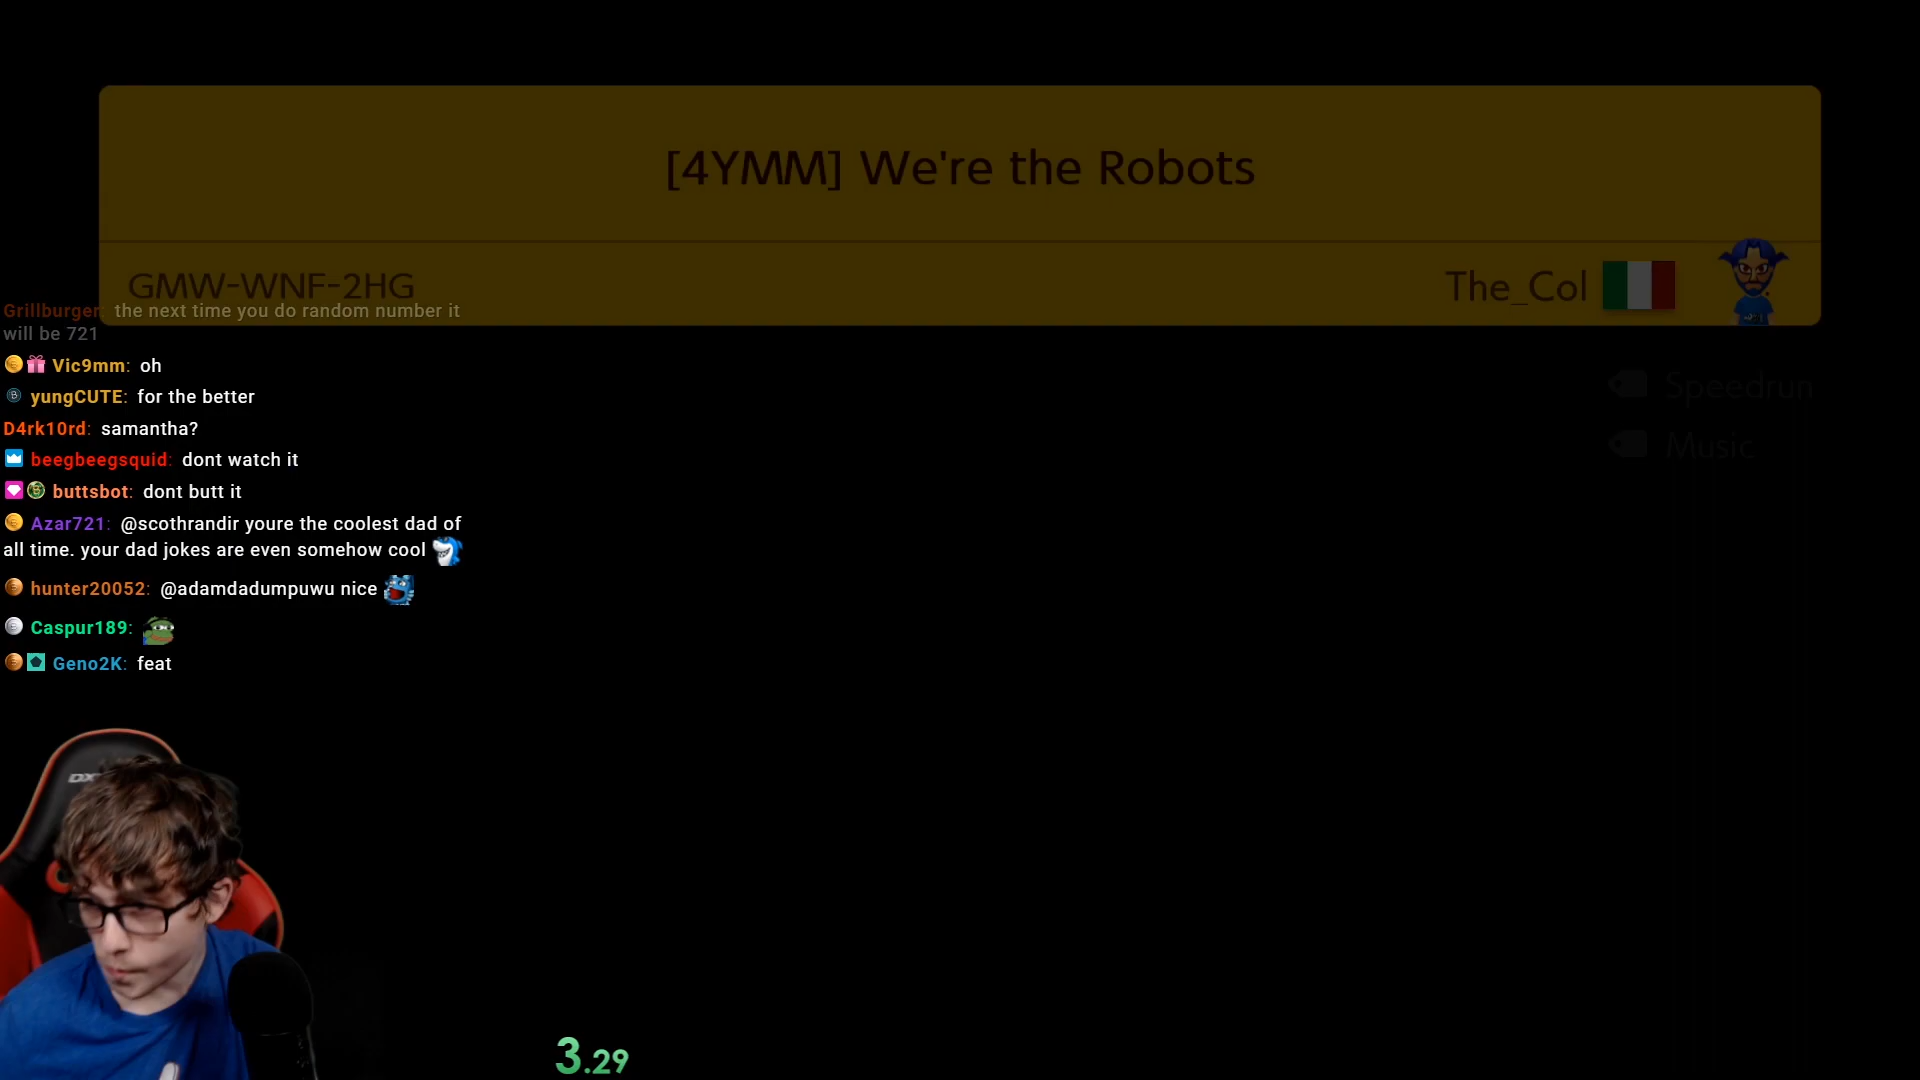 [4YMM] We're the Robots
GMW-WNF-2HG
The_Col
Speedrun
Music
Grillburger: the next time you do random number it
will be 721
Vic9mm: oh
yungCUTE: for the better
D4rk10rd: samantha?
beegbeegsquid: dont watch it
buttsbot: dont butt it
Azar721: @scothrandir youre the coolest dad of
all time. your dad jokes are even somehow cool
hunter20052: @adamdadumpuwu nice
Caspur189:
Geno2K: feat
DX
3.29